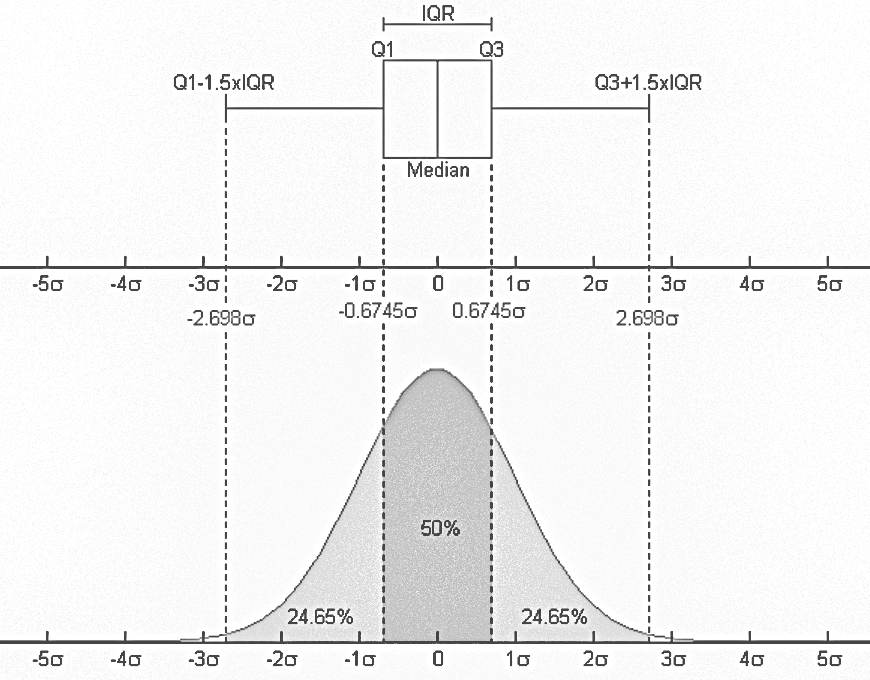 IQR
Q1 Q3
Q1-1.5xIQR Q3+1.5xIQR
Median
-5σ -4σ -3σ -2σ -1σ 0 1σ 2σ 3σ 4σ 5σ
-2.698σ -0.6745σ 0.6745σ 2.698σ
50%
24.65% 24.65%
-5σ -4σ -3σ -2σ -1σ 0 1σ 2σ 3σ 4σ 5σ